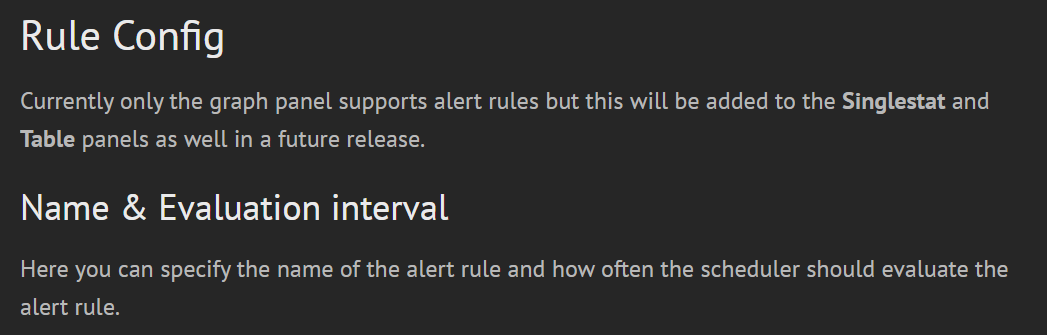 Rule Config
Currently only the graph panel supports alert rules but this will be added to the Singlestat and
Table panels as well in a future release.
Name & Evaluation interval
Here you can specify the name of the alert rule and how often the scheduler should evaluate the
alert rule.